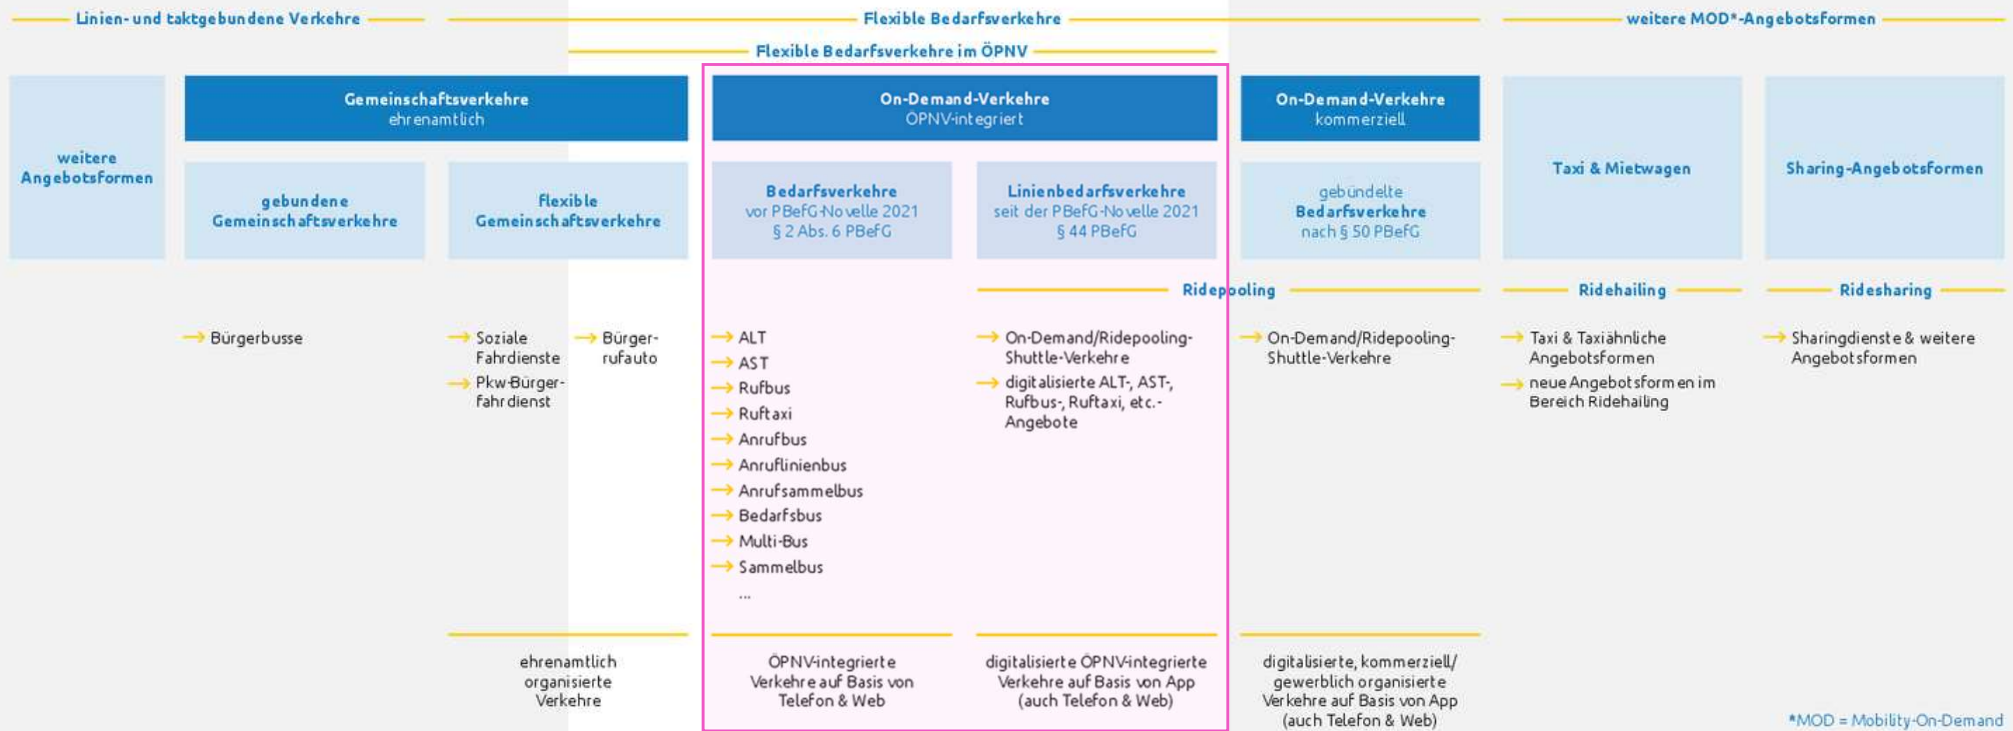 Linien- und taktgebundene Verkehre
Flexible Bedarfsverkehre
weitere MOD*-Angebotsformen
Flexible Bedarfsverkehre im ÖPNV
weitere
Angebotsformen
Gemeinschaftsverkehre
ehrenamtlich
gebundene
Gemeinschaftsverkehre
flexible
Gemeinschaftsverkehre
On-Demand-Verkehre
ÖPNV-integriert
Bedarfsverkehre
vor PBefG-Novelle 2021
§ 2 Abs. 6 PBefG
Linienbedarfsverkehre
seit der PBefG-Novelle 2021
§ 44 PBefG
On-Demand-Verkehre
kommerziell
gebündelte
Bedarfsverkehre
nach § 50 PBefG
Taxi & Mietwagen
Sharing-Angebotsformen
Ridepooling
Ridehailing
Ridesharing
→ Bürgerbusse
→ Soziale
Fahrdienste
→ Pkw-Bürger-
fahrdienst
→ Bürger-
rufauto
→ ALT
→ AST
→ Rufbus
→ Ruftaxi
→ Anrufbus
→ Anruflinienbus
→ Anrufsammelbus
→ Bedarfsbus
→ Multi-Bus
→ Sammelbus
...
→ On-Demand/Ridepooling-
Shuttle-Verkehre
→ digitalisierte ALT-, AST-,
Rufbus-, Ruftaxi, etc.-
Angebote
→ On-Demand/Ridepooling-
Shuttle-Verkehre
→ Taxi & Taxiähnliche
Angebotsformen
→ neue Angebotsformen im
Bereich Ridehailing
→ Sharingdienste & weitere
Angebotsformen
ehrenamtlich
organisierte
Verkehre
ÖPNV-integrierte
Verkehre auf Basis von
Telefon & Web
digitalisierte ÖPNV-integrierte
Verkehre auf Basis von App
(auch Telefon & Web)
digitalisierte, kommerziell/
gewerblich organisierte
Verkehre auf Basis von App
(auch Telefon & Web)
*MOD = Mobility-On-Demand